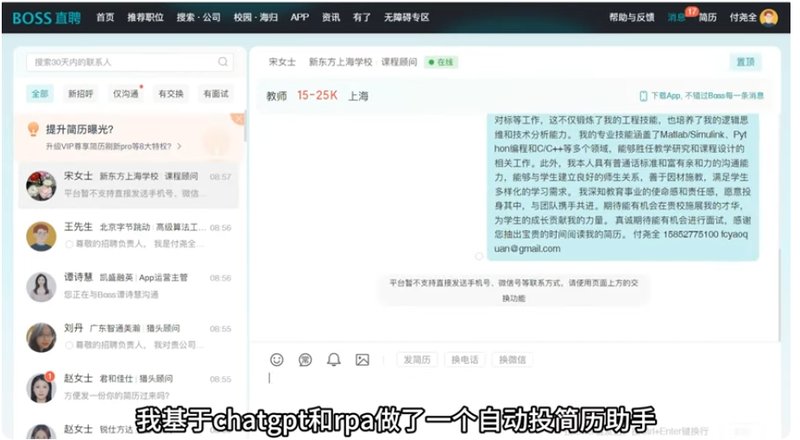 BOSS 直聘 首页 推荐职位 搜索·公司 校园·海归 APP 资讯 有了 无障碍专区 帮助与反馈 消息 17 简历 付尧全
搜索30天内的联系人
全部 新招呼 仅沟通 有交换 有面试
提升简历曝光?
升级VIP尊享简历刷新pro等8大特权? >
宋女士 新东方上海学校 课程顾问 08:57
平台暂不支持直接发送手机号、微信...
王先生 北京字节跳动 高级算法工... 08:56
尊敬的招聘负责人, 我是付尧全...
谭诗慧 凯盛融英 | App运营主管 08:56
您正在与Boss谭诗慧沟通
刘丹 广东智通美瀚 猎头顾问 08:55
尊敬的招聘负责人, 我对贵公司...
1
赵女士 君和佳仕 | 猎头顾问 08:55
方便发一份你的简历过来吗?
赵女士 锐仕方达
宋女士 新东方上海学校 课程顾问 在线 置顶
教师 15-25K 上海 下载App, 不错过Boss每一条消息
对标等工作，这不仅锻炼了我的工程技能，也培养了我的逻辑思
维和技术分析能力。 我的专业技能涵盖了Matlab/Simulink、Pyt
hon编程和C/C++等多个领域，能够胜任教学研究和课程设计的
相关工作。此外，我本人具有普通话标准和富有亲和力的沟通能
力，能够与学生建立良好的师生关系，善于因材施教，满足学生
多样化的学习需求。 我深知教育事业的使命感和责任感，愿意投
身其中，与团队携手共进。期待能有机会在贵校施展我的才华，
为学生的成长贡献我的力量。 真诚期待能有机会进行面试，感谢
您抽出宝贵的时间阅读我的简历。 付尧全 15852775100 fcyaoq
uan@gmail.com
平台暂不支持直接发送手机号、微信号等联系方式，请使用页面上方的交
换功能
常 发简历 换电话 换微信
我基于chatgpt和rpa做了一个自动投简历助手
+Enter键换行